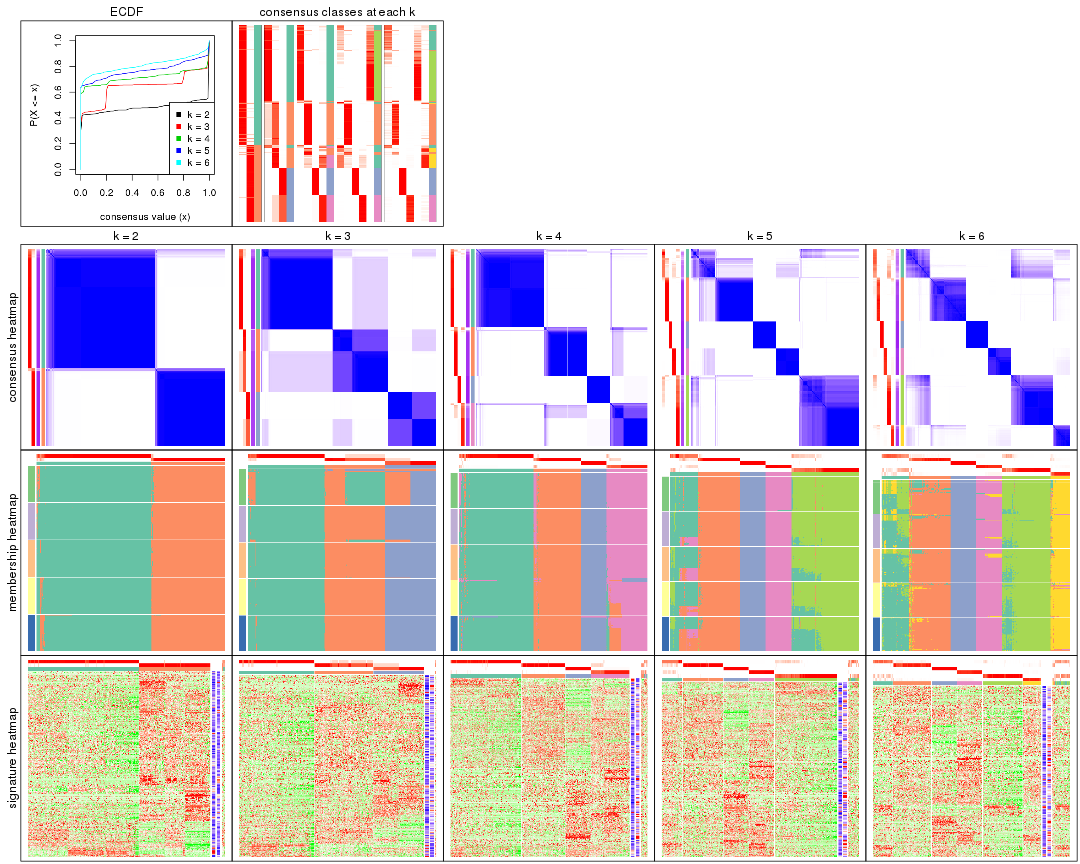 ECDF
consensus classes at each k
P(X <= x)
0.0 0.2 0.4 0.6 0.8 1.0
k = 2
k = 3
k = 4
k = 5
k = 6
0.0 0.2 0.4 0.6 0.8 1.0
consensus value (x)
k = 2 k = 3 k = 4 k = 5 k = 6
consensus heatmap
membership heatmap
signature heatmap